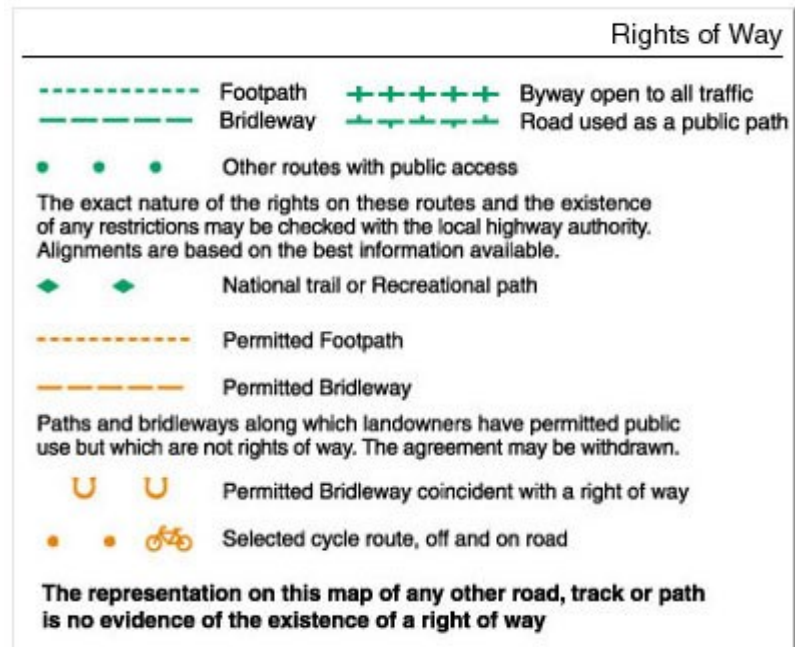 Rights of Way
Footpath Byway open to all traffic
Bridleway Road used as a public path
Other routes with public access
The exact nature of the rights on these routes and the existence
of any restrictions may be checked with the local highway authority.
Alignments are based on the best information available.
National trail or Recreational path
Permitted Footpath
Permitted Bridleway
Paths and bridleways along which landowners have permitted public
use but which are not rights of way. The agreement may be withdrawn.
Permitted Bridleway coincident with a right of way
Selected cycle route, off and on road
The representation on this map of any other road, track or path
is no evidence of the existence of a right of way